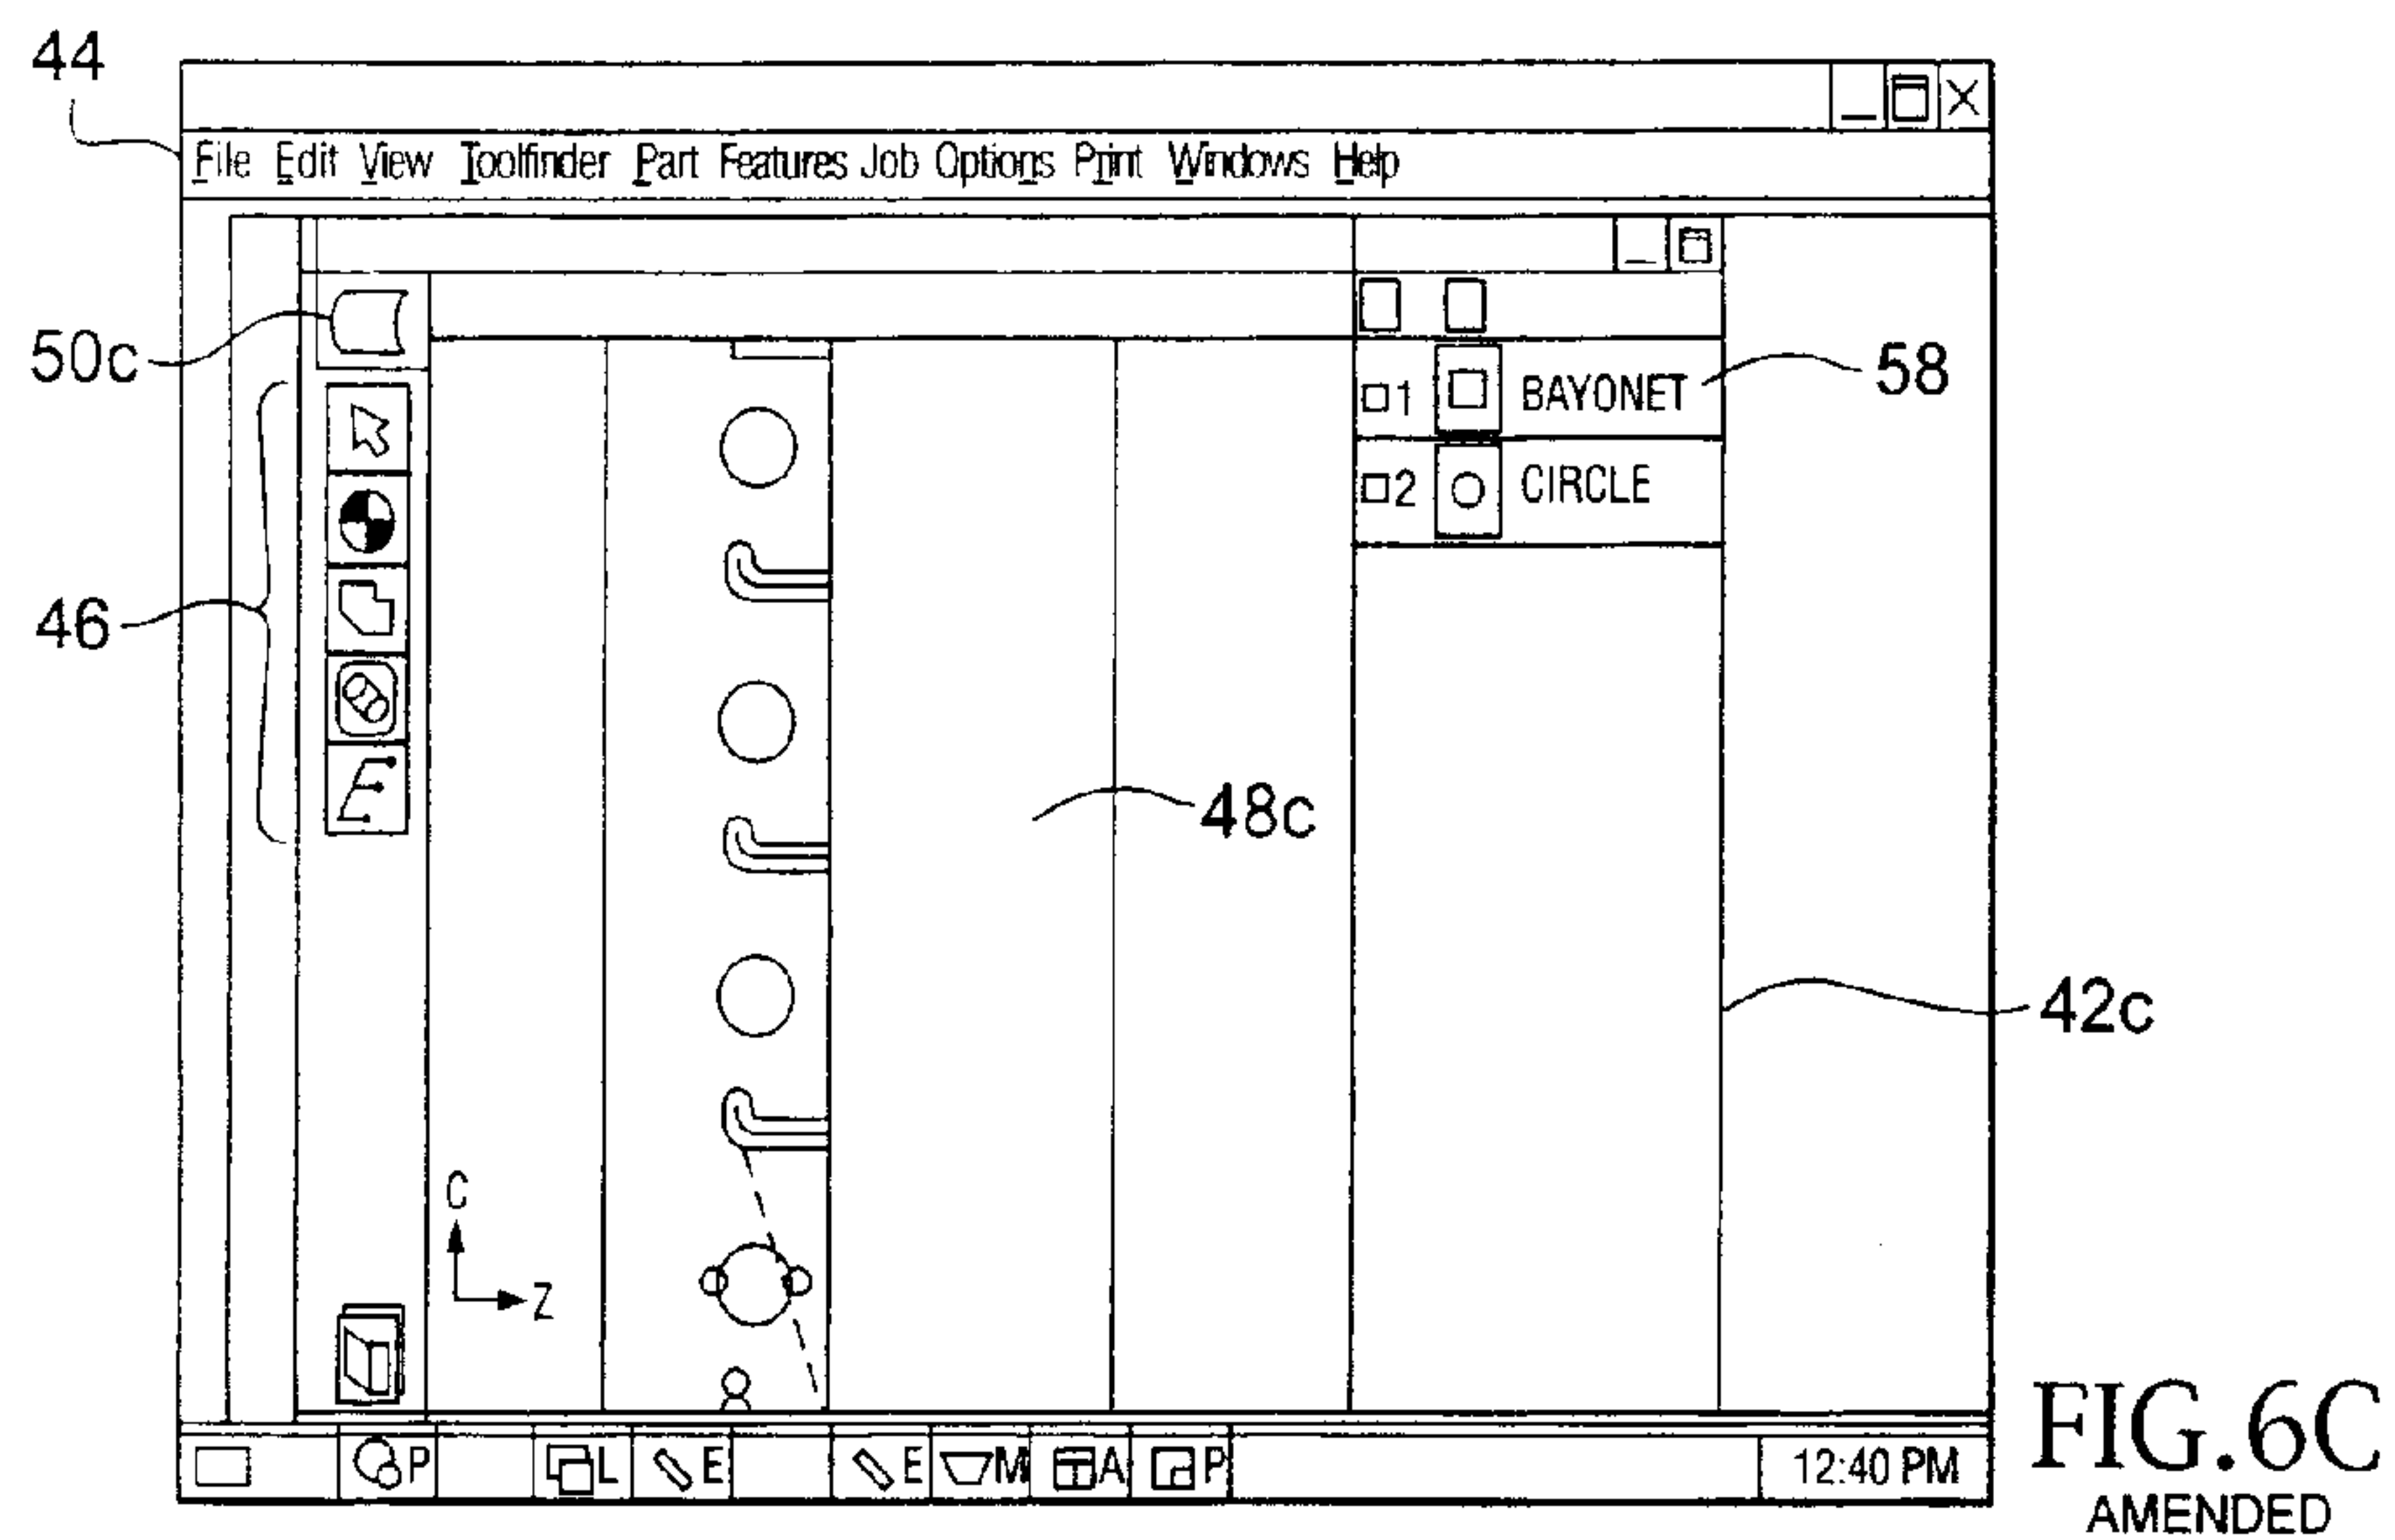 44
File Edit View Toolfinder Part Features Job Options Print Windows Help
50c
1 BAYONET
58
2 CIRCLE
46
48c
42c
C
Z
P L E E M A P 12:40 PM
FIG.6C
AMENDED